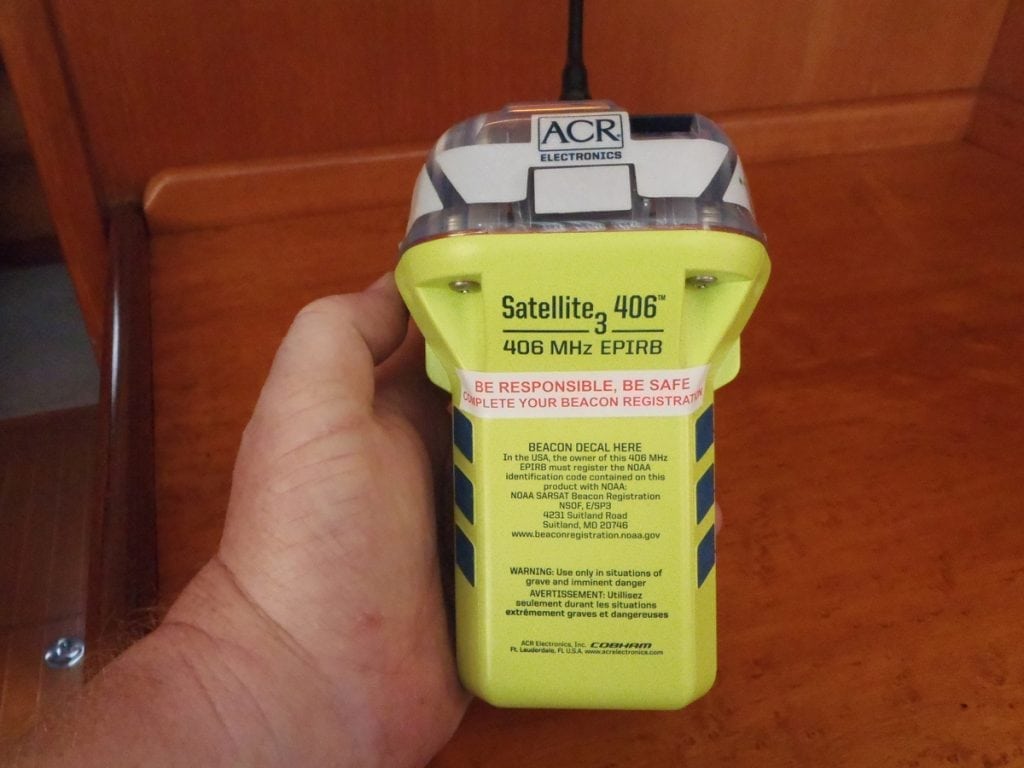 ACR
ELECTRONICS
Satellite3 406™
406 MHz EPIRB
BE RESPONSIBLE, BE SAFE
COMPLETE YOUR BEACON REGISTRATION
BEACON DECAL HERE
In the USA, the owner of this 406 MHz
EPIRB must register the NOAA
identification code contained on this
product with NOAA:
NOAA SARSAT Beacon Registration
NSOF, E/SP3
4231 Suitland Road
Suitland, MD 20746
www.beaconregistration.noaa.gov
WARNING: Use only in situations of
grave and imminent danger
AVERTISSEMENT: Utilisez
seulement durant les situations
extrêmement graves et dangereuses
ACR Electronics, Inc. COBHAM
Ft. Lauderdale, FL U.S.A. www.acrelectronics.com